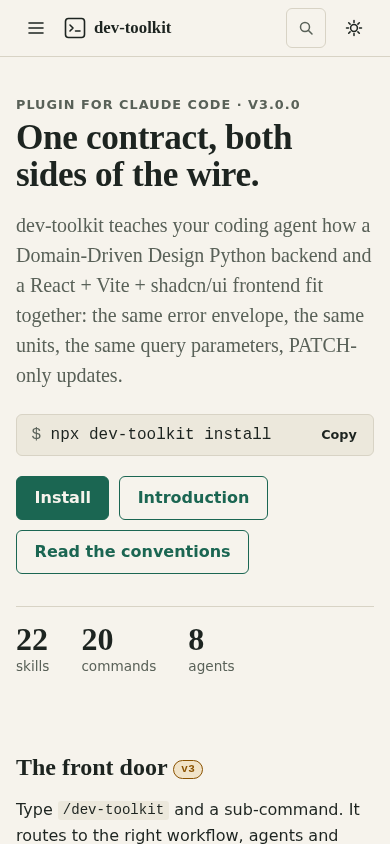 dev-toolkit
PLUGIN FOR CLAUDE CODE · V3.0.0
One contract, both
sides of the wire.
dev-toolkit teaches your coding agent how a
Domain-Driven Design Python backend and
a React + Vite + shadcn/ui frontend fit
together: the same error envelope, the same
units, the same query parameters, PATCH-
only updates.
$ npx dev-toolkit install Copy
Install Introduction
Read the conventions
22 20 8
skills commands agents
The front door v3
Type /dev-toolkit and a sub-command. It
routes to the right workflow, agents and